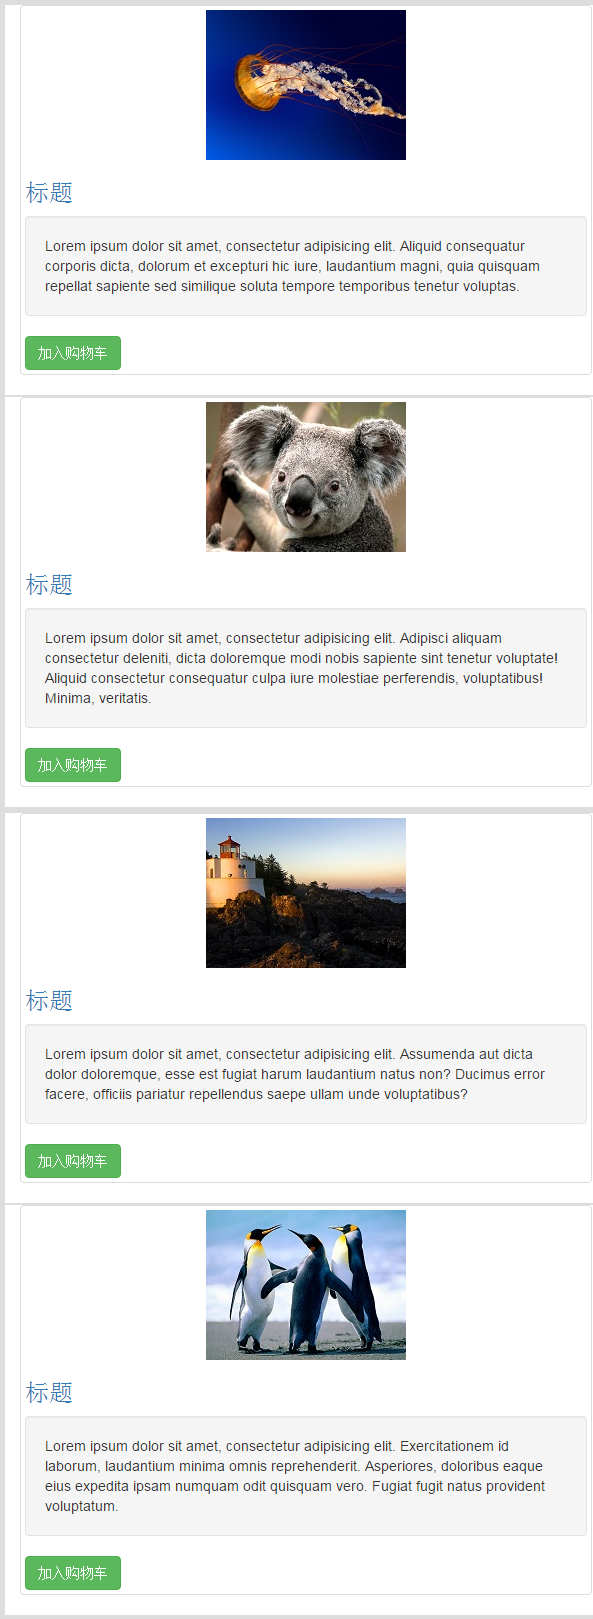 标题
Lorem ipsum dolor sit amet, consectetur adipisicing elit. Aliquid consequatur
corporis dicta, dolorum et excepturi hic iure, laudantium magni, quia quisquam
repellat sapiente sed similique soluta tempore temporibus tenetur voluptas.
加入购物车
标题
Lorem ipsum dolor sit amet, consectetur adipisicing elit. Adipisci aliquam
consectetur deleniti, dicta doloremque modi nobis sapiente sint tenetur voluptate!
Aliquid consectetur consequatur culpa iure molestiae perferendis, voluptatibus!
Minima, veritatis.
加入购物车
标题
Lorem ipsum dolor sit amet, consectetur adipisicing elit. Assumenda aut dicta
dolor doloremque, esse est fugiat harum laudantium natus non? Ducimus error
facere, officiis pariatur repellendus saepe ullam unde voluptatibus?
加入购物车
标题
Lorem ipsum dolor sit amet, consectetur adipisicing elit. Exercitationem id
laborum, laudantium minima omnis reprehenderit. Asperiores, doloribus eaque
eius expedita ipsam numquam odit quisquam vero. Fugiat fugit natus provident
voluptatum.
加入购物车